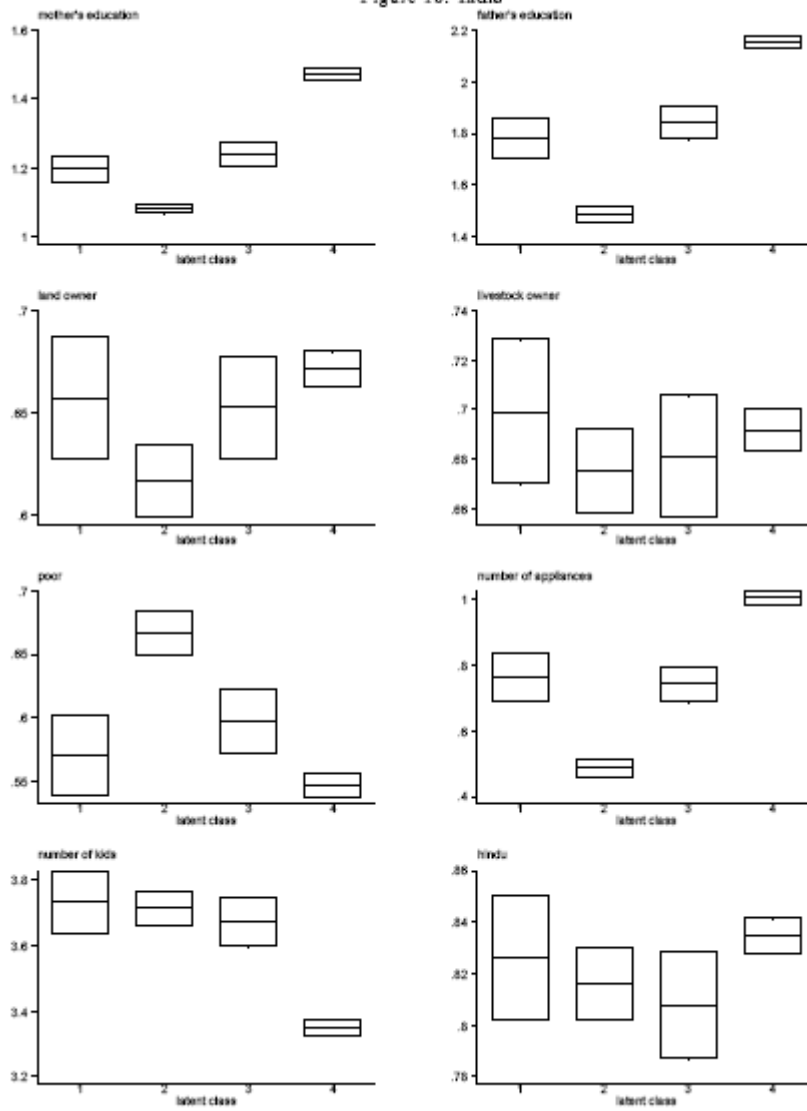 mother's education
father's education
1.6
1.4
1.2
1
1 2 3 4
latent class
2.2
2
1.8
1.6
1.4
1 2 3 4
latent class
land owner
livestock owner
.7
.65
.6
1 2 3 4
latent class
.74
.72
.7
.68
.66
1 2 3 4
latent class
poor
number of appliances
.7
.65
.6
.55
1 2 3 4
latent class
1
.8
.6
.4
1 2 3 4
latent class
number of kids
hindu
3.8
3.6
3.4
3.2
1 2 3 4
latent class
.86
.84
.82
.8
.78
1 2 3 4
latent class